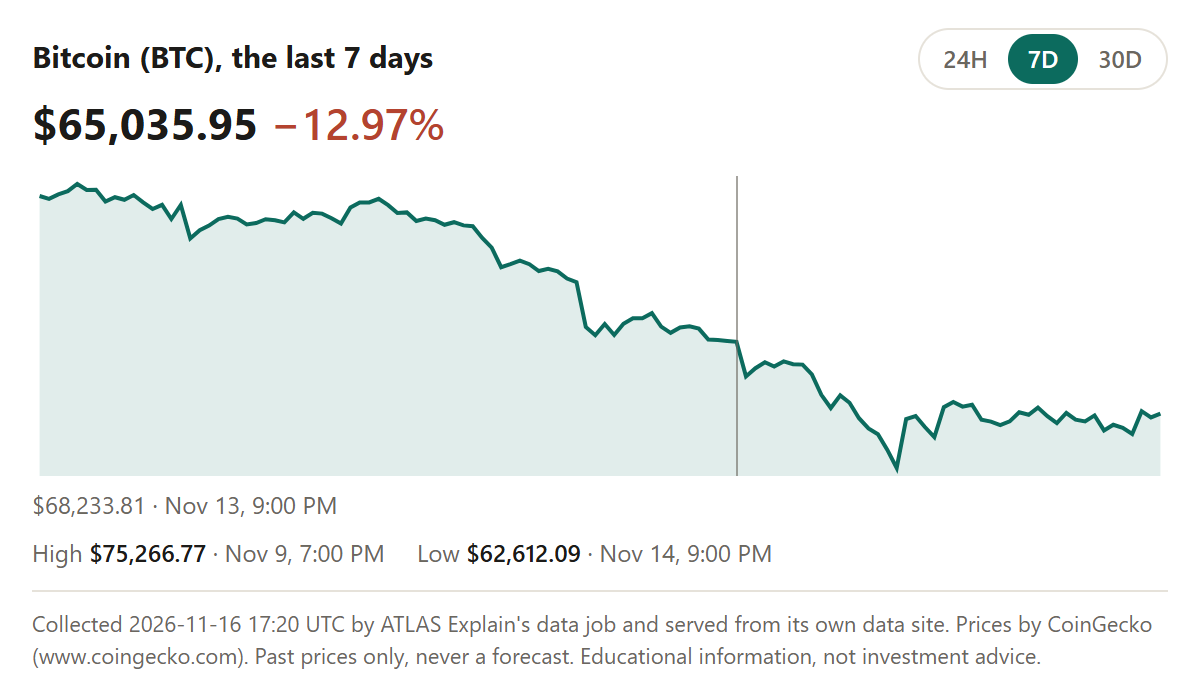 Bitcoin (BTC), the last 7 days
24H 7D 30D
$65,035.95 −12.97%
$68,233.81 · Nov 13, 9:00 PM
High $75,266.77 · Nov 9, 7:00 PM Low $62,612.09 · Nov 14, 9:00 PM
Collected 2026-11-16 17:20 UTC by ATLAS Explain's data job and served from its own data site. Prices by CoinGecko
(www.coingecko.com). Past prices only, never a forecast. Educational information, not investment advice.